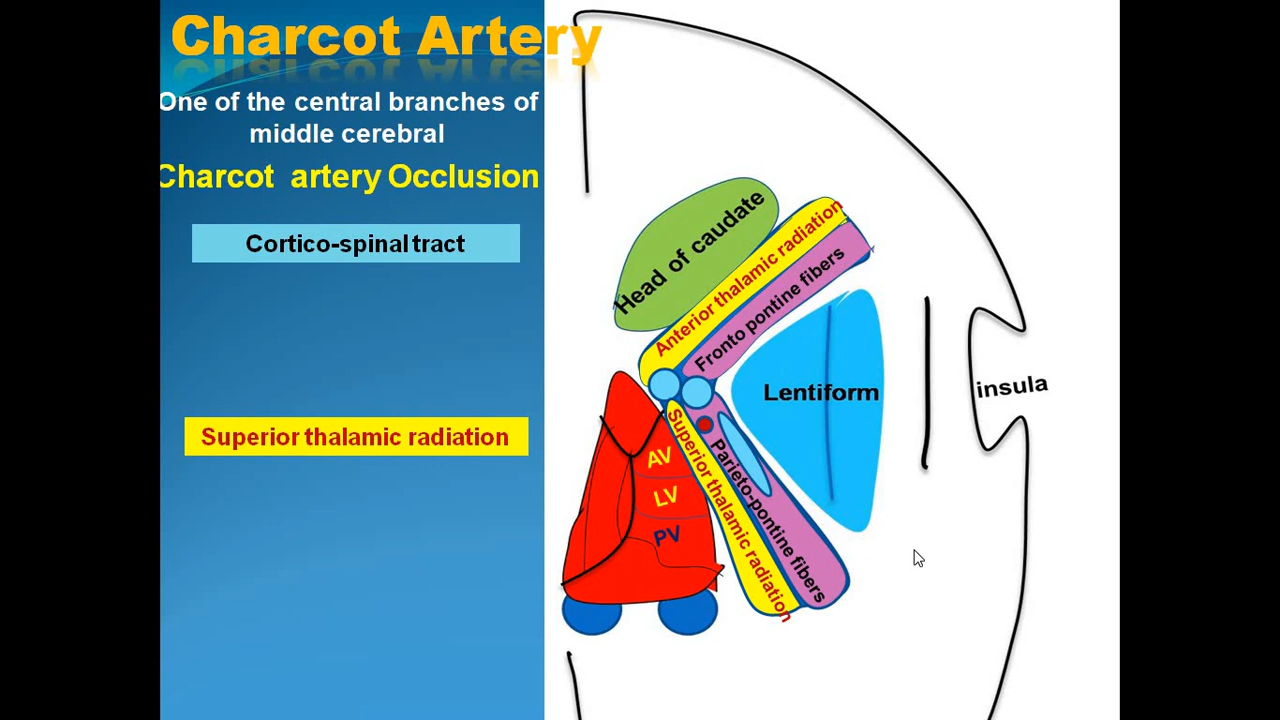 Charcot Artery
One of the central branches of
middle cerebral
Charcot  artery Occlusion
Cortico-spinal tract
Superior thalamic radiation
Head of caudate
Anterior thalamic radiation
Fronto pontine fibers
Lentiform
insula
AV
LV
PV
Superior thalamic radiation
Parieto-pontine fibers